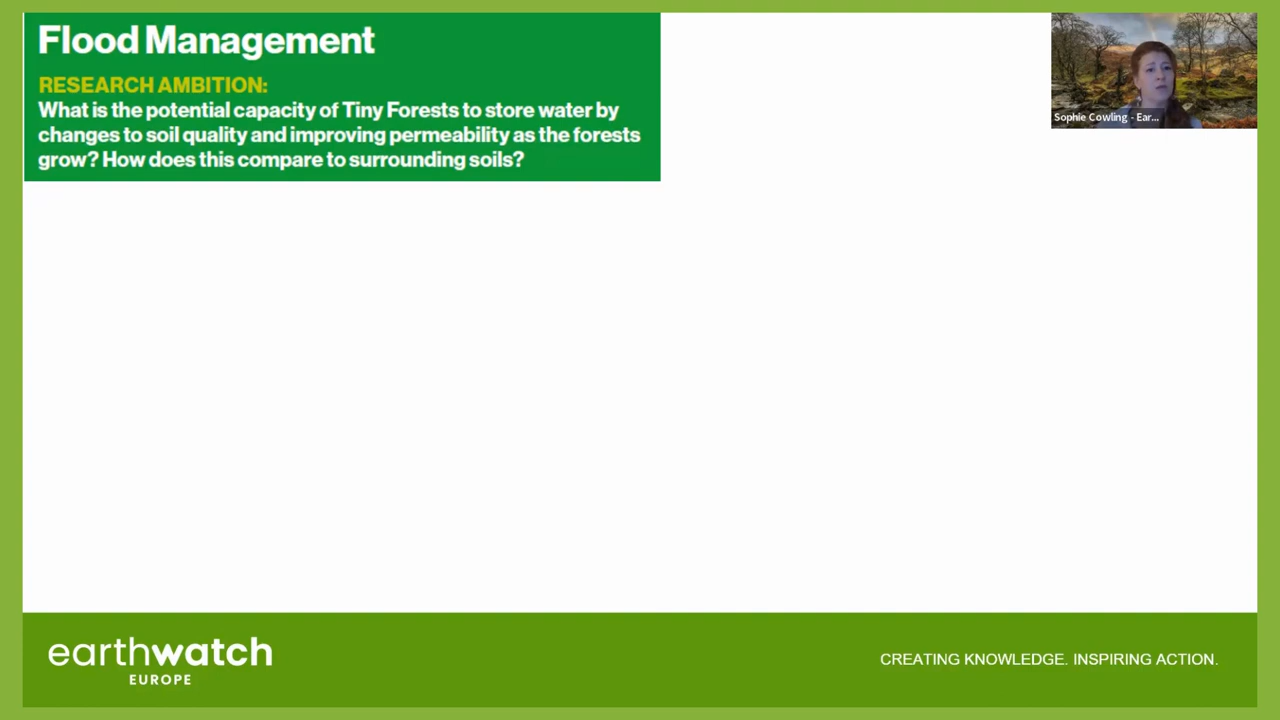 Flood Management
RESEARCH AMBITION:
What is the potential capacity of Tiny Forests to store water by
changes to soil quality and improving permeability as the forests
grow? How does this compare to surrounding soils?
Sophie Cowling - Ear...
earthwatch
EUROPE
CREATING KNOWLEDGE. INSPIRING ACTION.